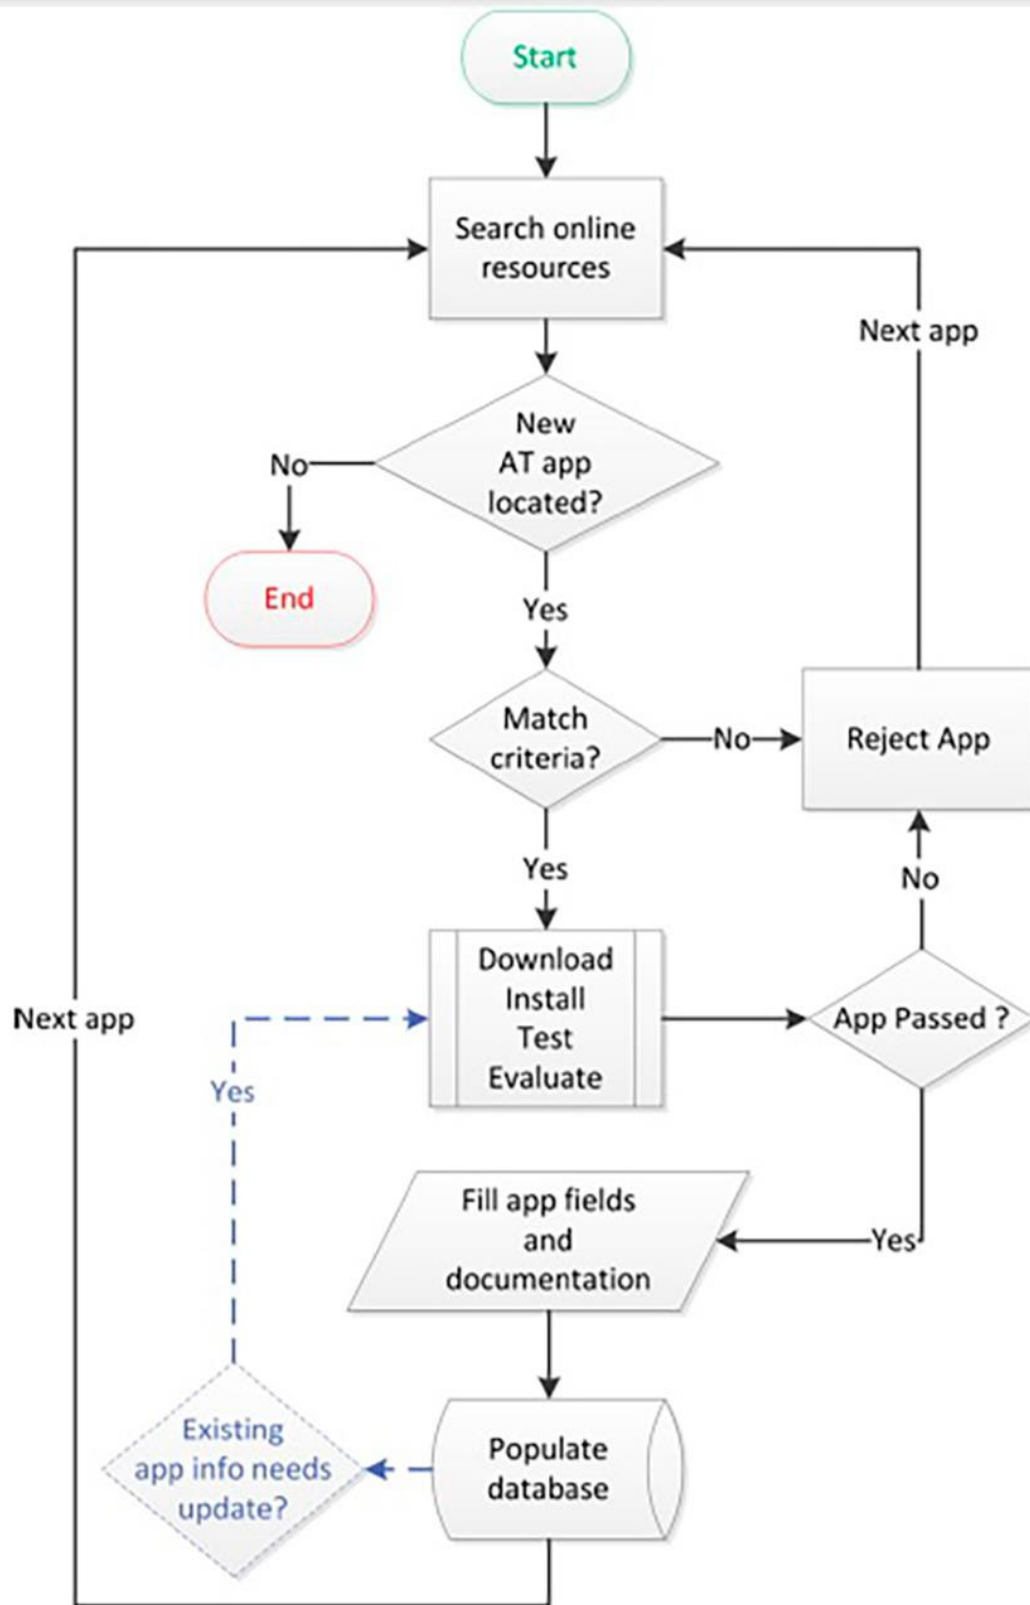 Start
Search online
resources
Next app
New
AT app
located?
No
End
Yes
Match
criteria?
No
Reject App
Yes
No
Download
Install
Test
Evaluate
App Passed ?
Next app
Yes
Fill app fields
and
documentation
Yes
Existing
app info needs
update?
Populate
database